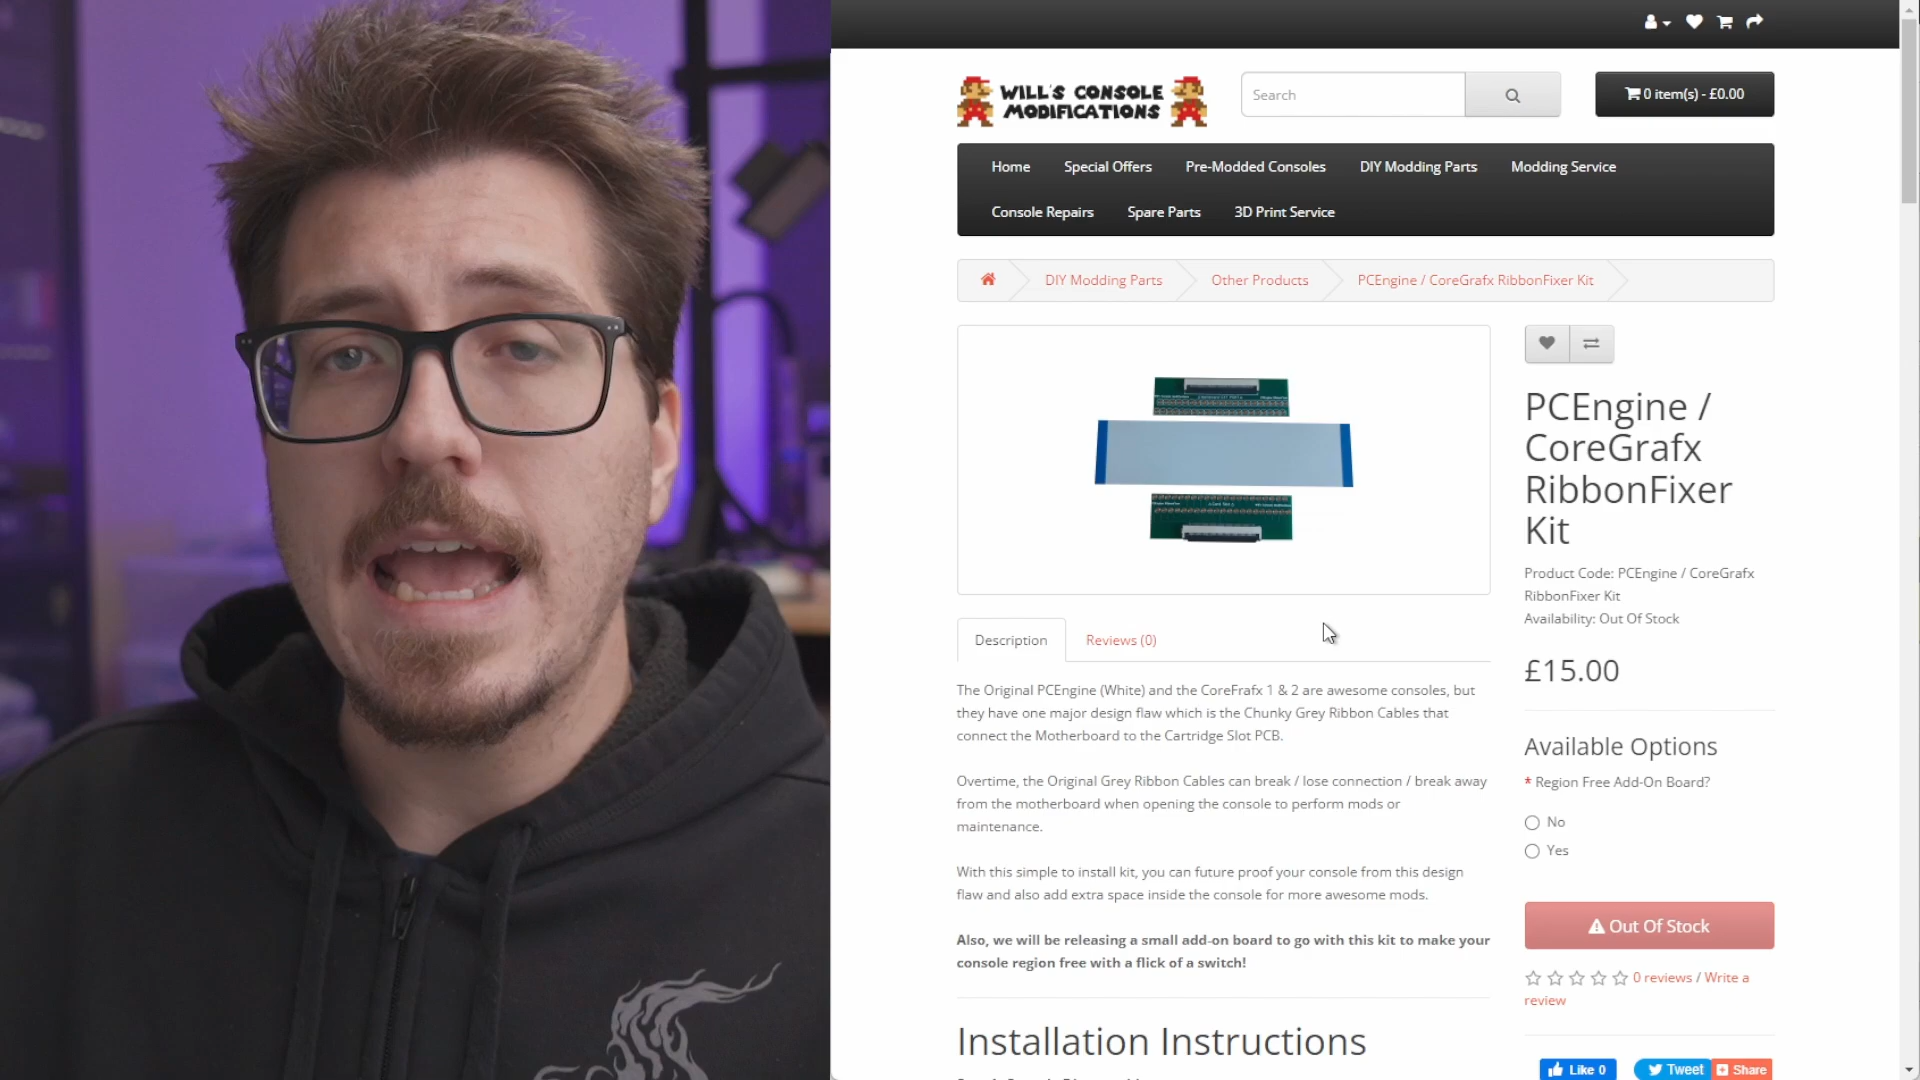 WILL'S CONSOLE
MODIFICATIONS
Search
0 item(s) - £0.00
Home Special Offers Pre-Modded Consoles DIY Modding Parts Modding Service
Console Repairs Spare Parts 3D Print Service
DIY Modding Parts Other Products PCEngine / CoreGrafx RibbonFixer Kit
PCEngine /
CoreGrafx
RibbonFixer
Kit
Product Code: PCEngine / CoreGrafx
RibbonFixer Kit
Availability: Out Of Stock
£15.00
Available Options
* Region Free Add-On Board?
No
Yes
Out Of Stock
0 reviews / Write a
review
Like 0 Tweet Share
Description Reviews (0)
The Original PCEngine (White) and the CoreFrafx 1 & 2 are awesome consoles, but
they have one major design flaw which is the Chunky Grey Ribbon Cables that
connect the Motherboard to the Cartridge Slot PCB.
Overtime, the Original Grey Ribbon Cables can break / lose connection / break away
from the motherboard when opening the console to perform mods or
maintenance.
With this simple to install kit, you can future proof your console from this design
flaw and also add extra space inside the console for more awesome mods.
Also, we will be releasing a small add-on board to go with this kit to make your
console region free with a flick of a switch!
Installation Instructions